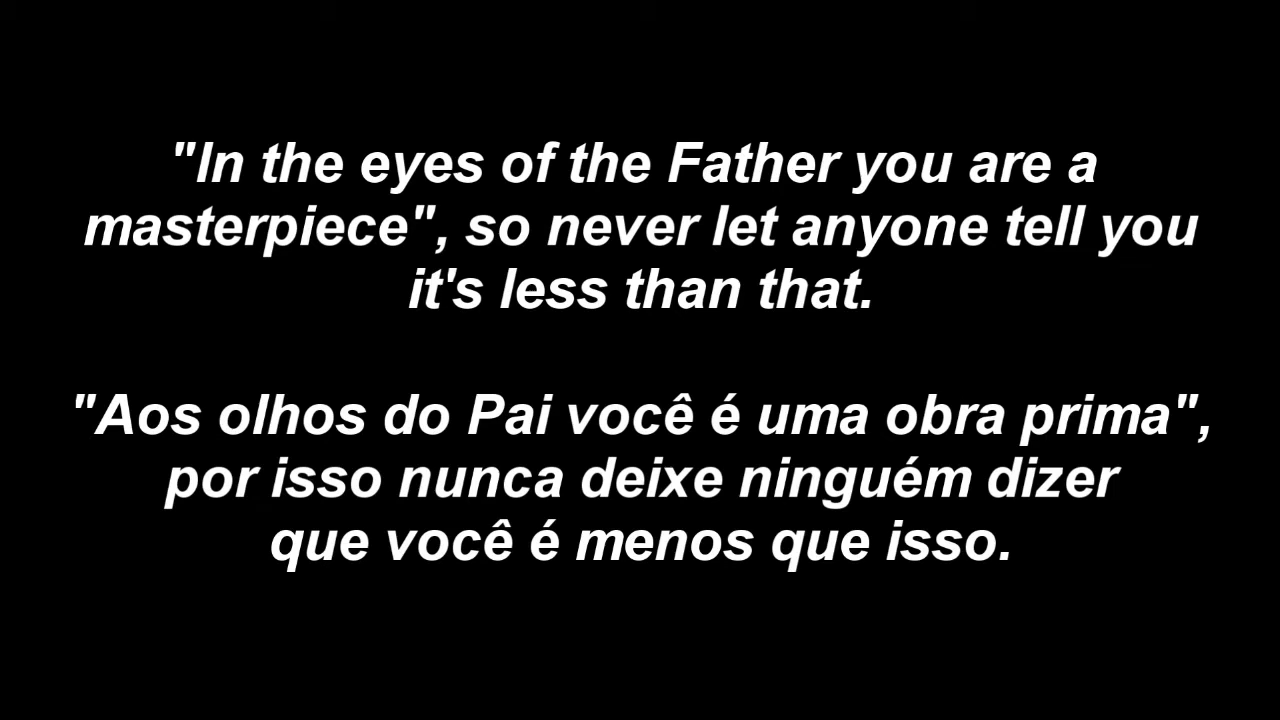 "In the eyes of the Father you are a
masterpiece", so never let anyone tell you
it's less than that.
"Aos olhos do Pai você é uma obra prima",
por isso nunca deixe ninguém dizer
que você é menos que isso.